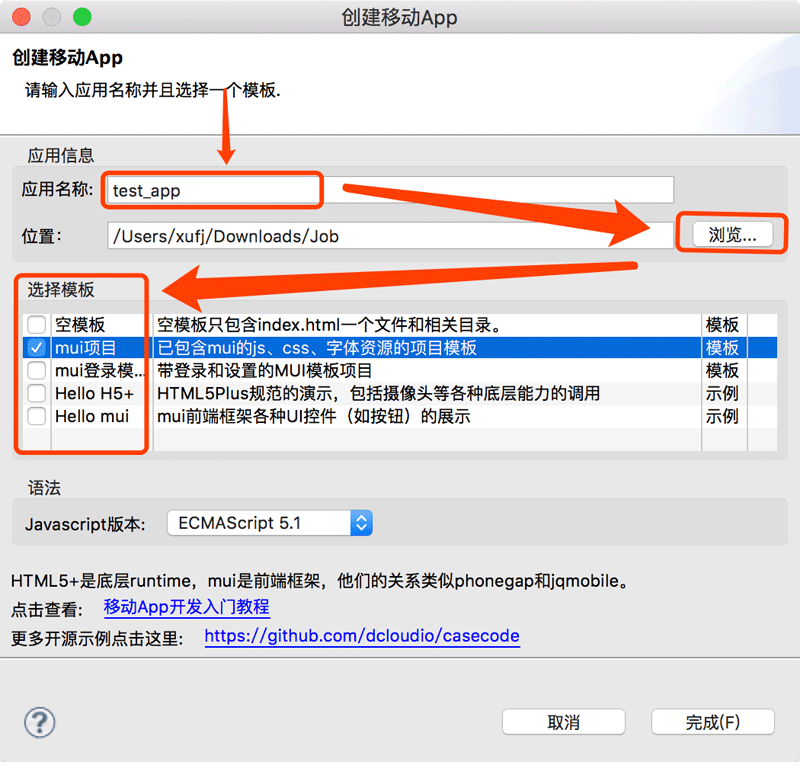 创建移动App
创建移动App
请输入应用名称并且选择一个模板.
应用信息
应用名称: test_app
位置: /Users/xufj/Downloads/Job 浏览...
选择模板
空模板 空模板只包含index.html一个文件和相关目录。 模板
mui项目 已包含mui的js、css、字体资源的项目模板 模板
mui登录模... 带登录和设置的MUI模板项目 模板
Hello H5+ HTML5Plus规范的演示，包括摄像头等各种底层能力的调用 示例
Hello mui mui前端框架各种UI控件（如按钮）的展示 示例
语法
Javascript版本: ECMAScript 5.1
HTML5+是底层runtime，mui是前端框架，他们的关系类似phonegap和jqmobile。
点击查看: 移动App开发入门教程
更多开源示例点击这里: https://github.com/dcloudio/casecode
?
取消 完成(F)